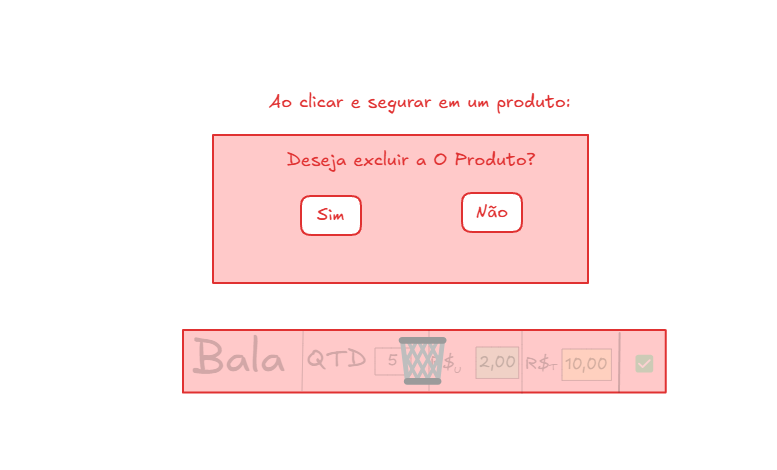 Ao clicar e segurar em um produto:
Deseja excluir a O Produto?
Sim Não
Bala QTD 5 $U 2,00 R$T 10,00